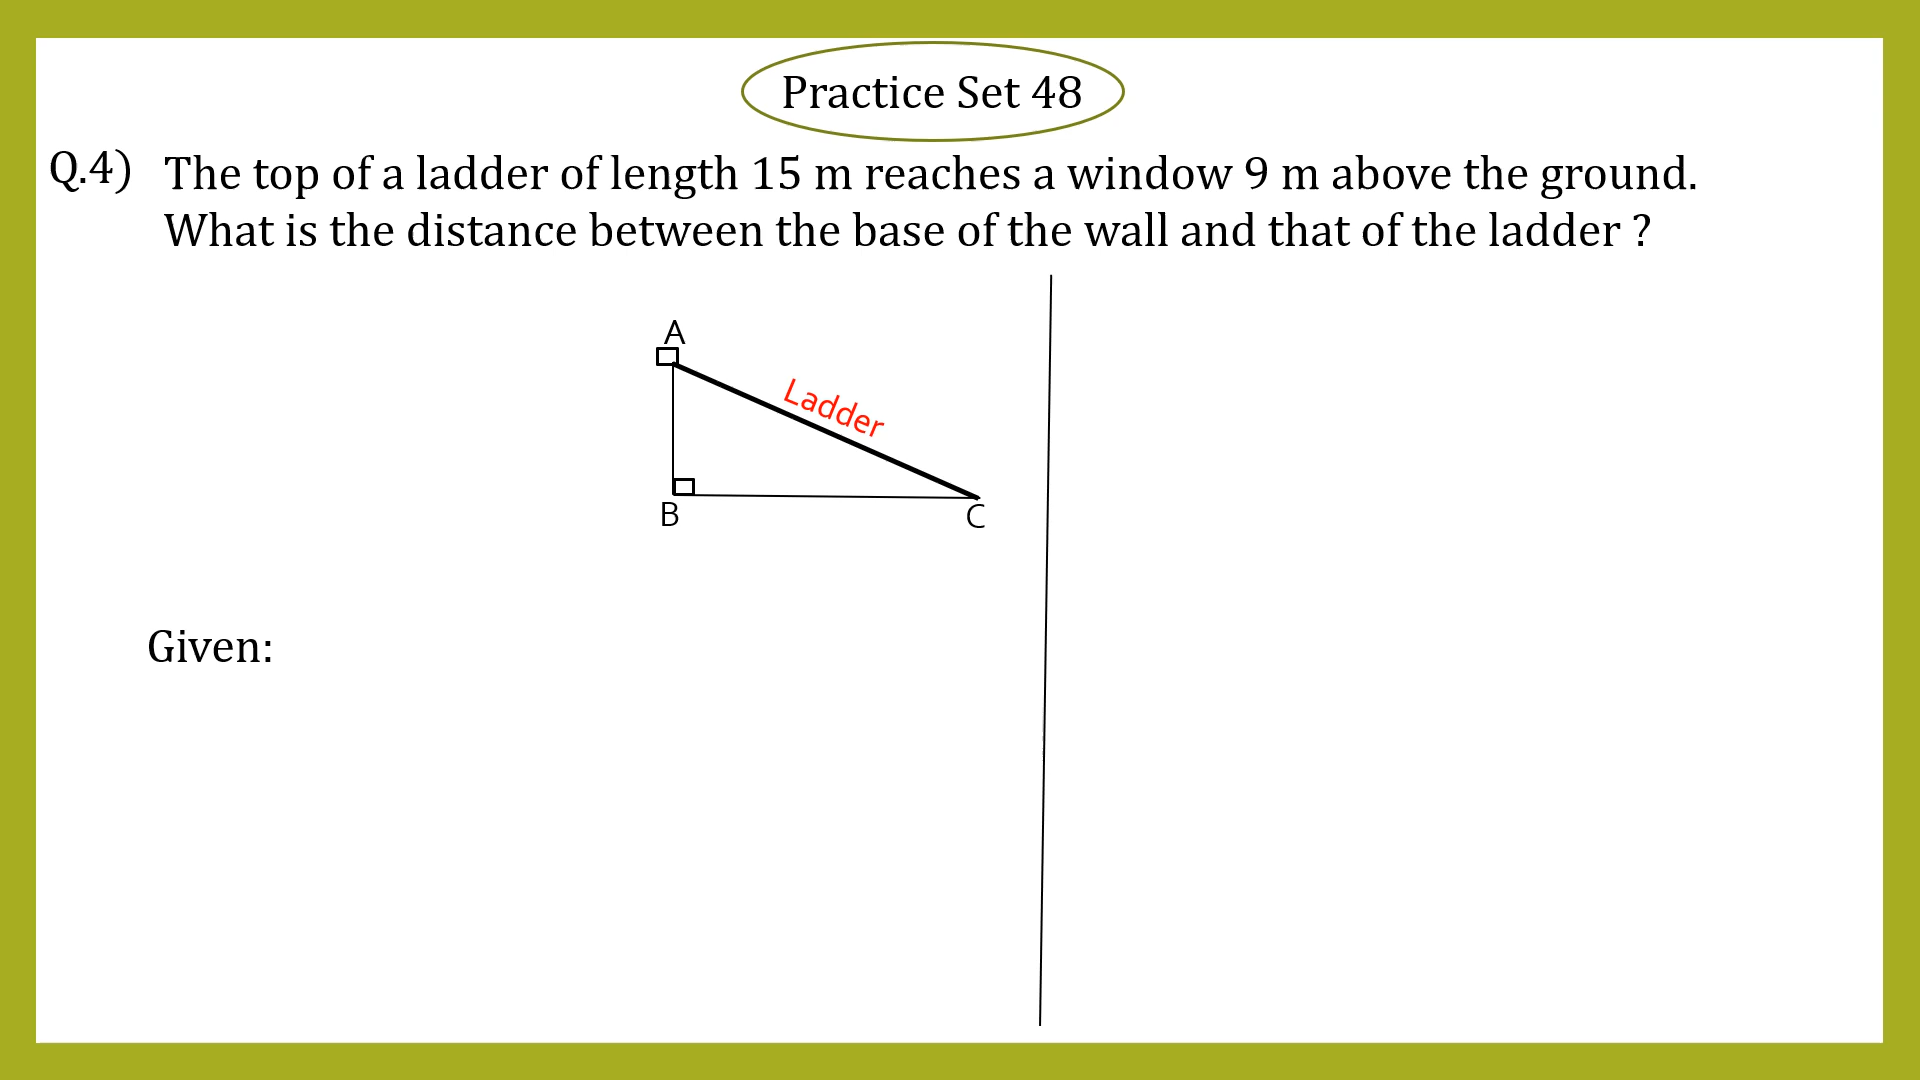 Practice Set 48
Q.4) The top of a ladder of length 15 m reaches a window 9 m above the ground.
What is the distance between the base of the wall and that of the ladder ?
A
Ladder
B
C
Given: